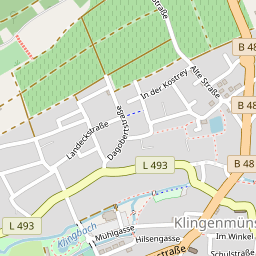 straße
B 48
In der Kostrey
Alte Straße
B 48
Landeckstraße
Dagobert
L 493
B 48
L 493
Klingbach
Klingenmüns
Mühlgasse
Hilsengasse
Im Winkel
Schulstraße
Straße